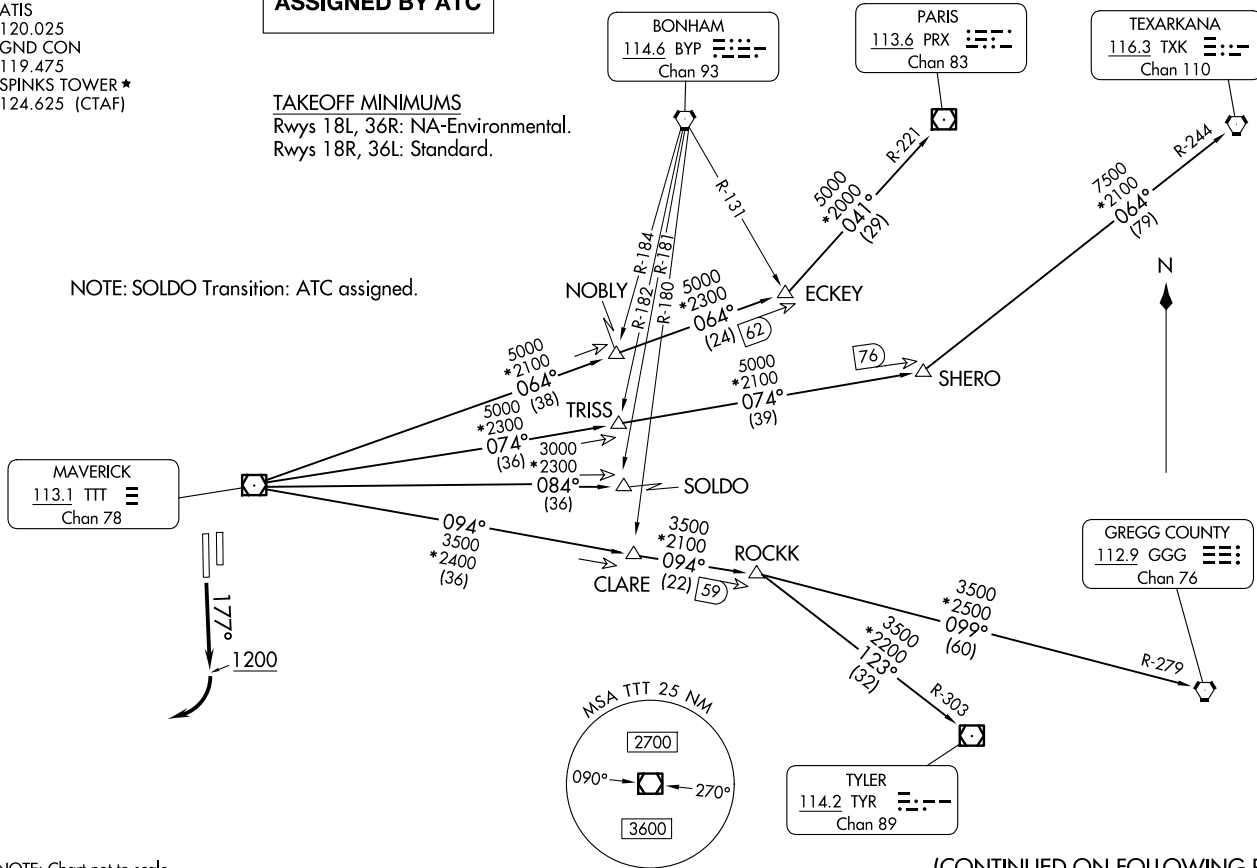 ATIS
120.025
GND CON
119.475
SPINKS TOWER ★
124.625 (CTAF)
ASSIGNED BY ATC
TAKEOFF MINIMUMS
Rwys 18L, 36R: NA-Environmental.
Rwys 18R, 36L: Standard.
NOTE: SOLDO Transition: ATC assigned.
BONHAM
114.6 BYP
Chan 93
PARIS
113.6 PRX
Chan 83
TEXARKANA
116.3 TXK
Chan 110
R-221
R-244
R-131
5000
*2000
041°
(29)
7500
*2100
064°
(79)
R-184
R-181
R-182
R-180
N
NOBLY
5000
*2300
064°
(24)
62
ECKEY
5000
*2100
064°
(38)
76
SHERO
5000
*2100
074°
(39)
TRISS
5000
*2300
074°
(36)
3000
*2300
084°
(36)
SOLDO
MAVERICK
113.1 TTT
Chan 78
094°
3500
*2400
(36)
CLARE
3500
*2100
094°
(22)
59
ROCKK
GREGG COUNTY
112.9 GGG
Chan 76
3500
*2500
099°
(60)
R-279
3500
*2200
123°
(32)
R-303
177°
1200
MSA TTT 25 NM
2700
090°
270°
3600
TYLER
114.2 TYR
Chan 89
NOTE: Chart not to scale
(CONTINUED ON FOLLOWING